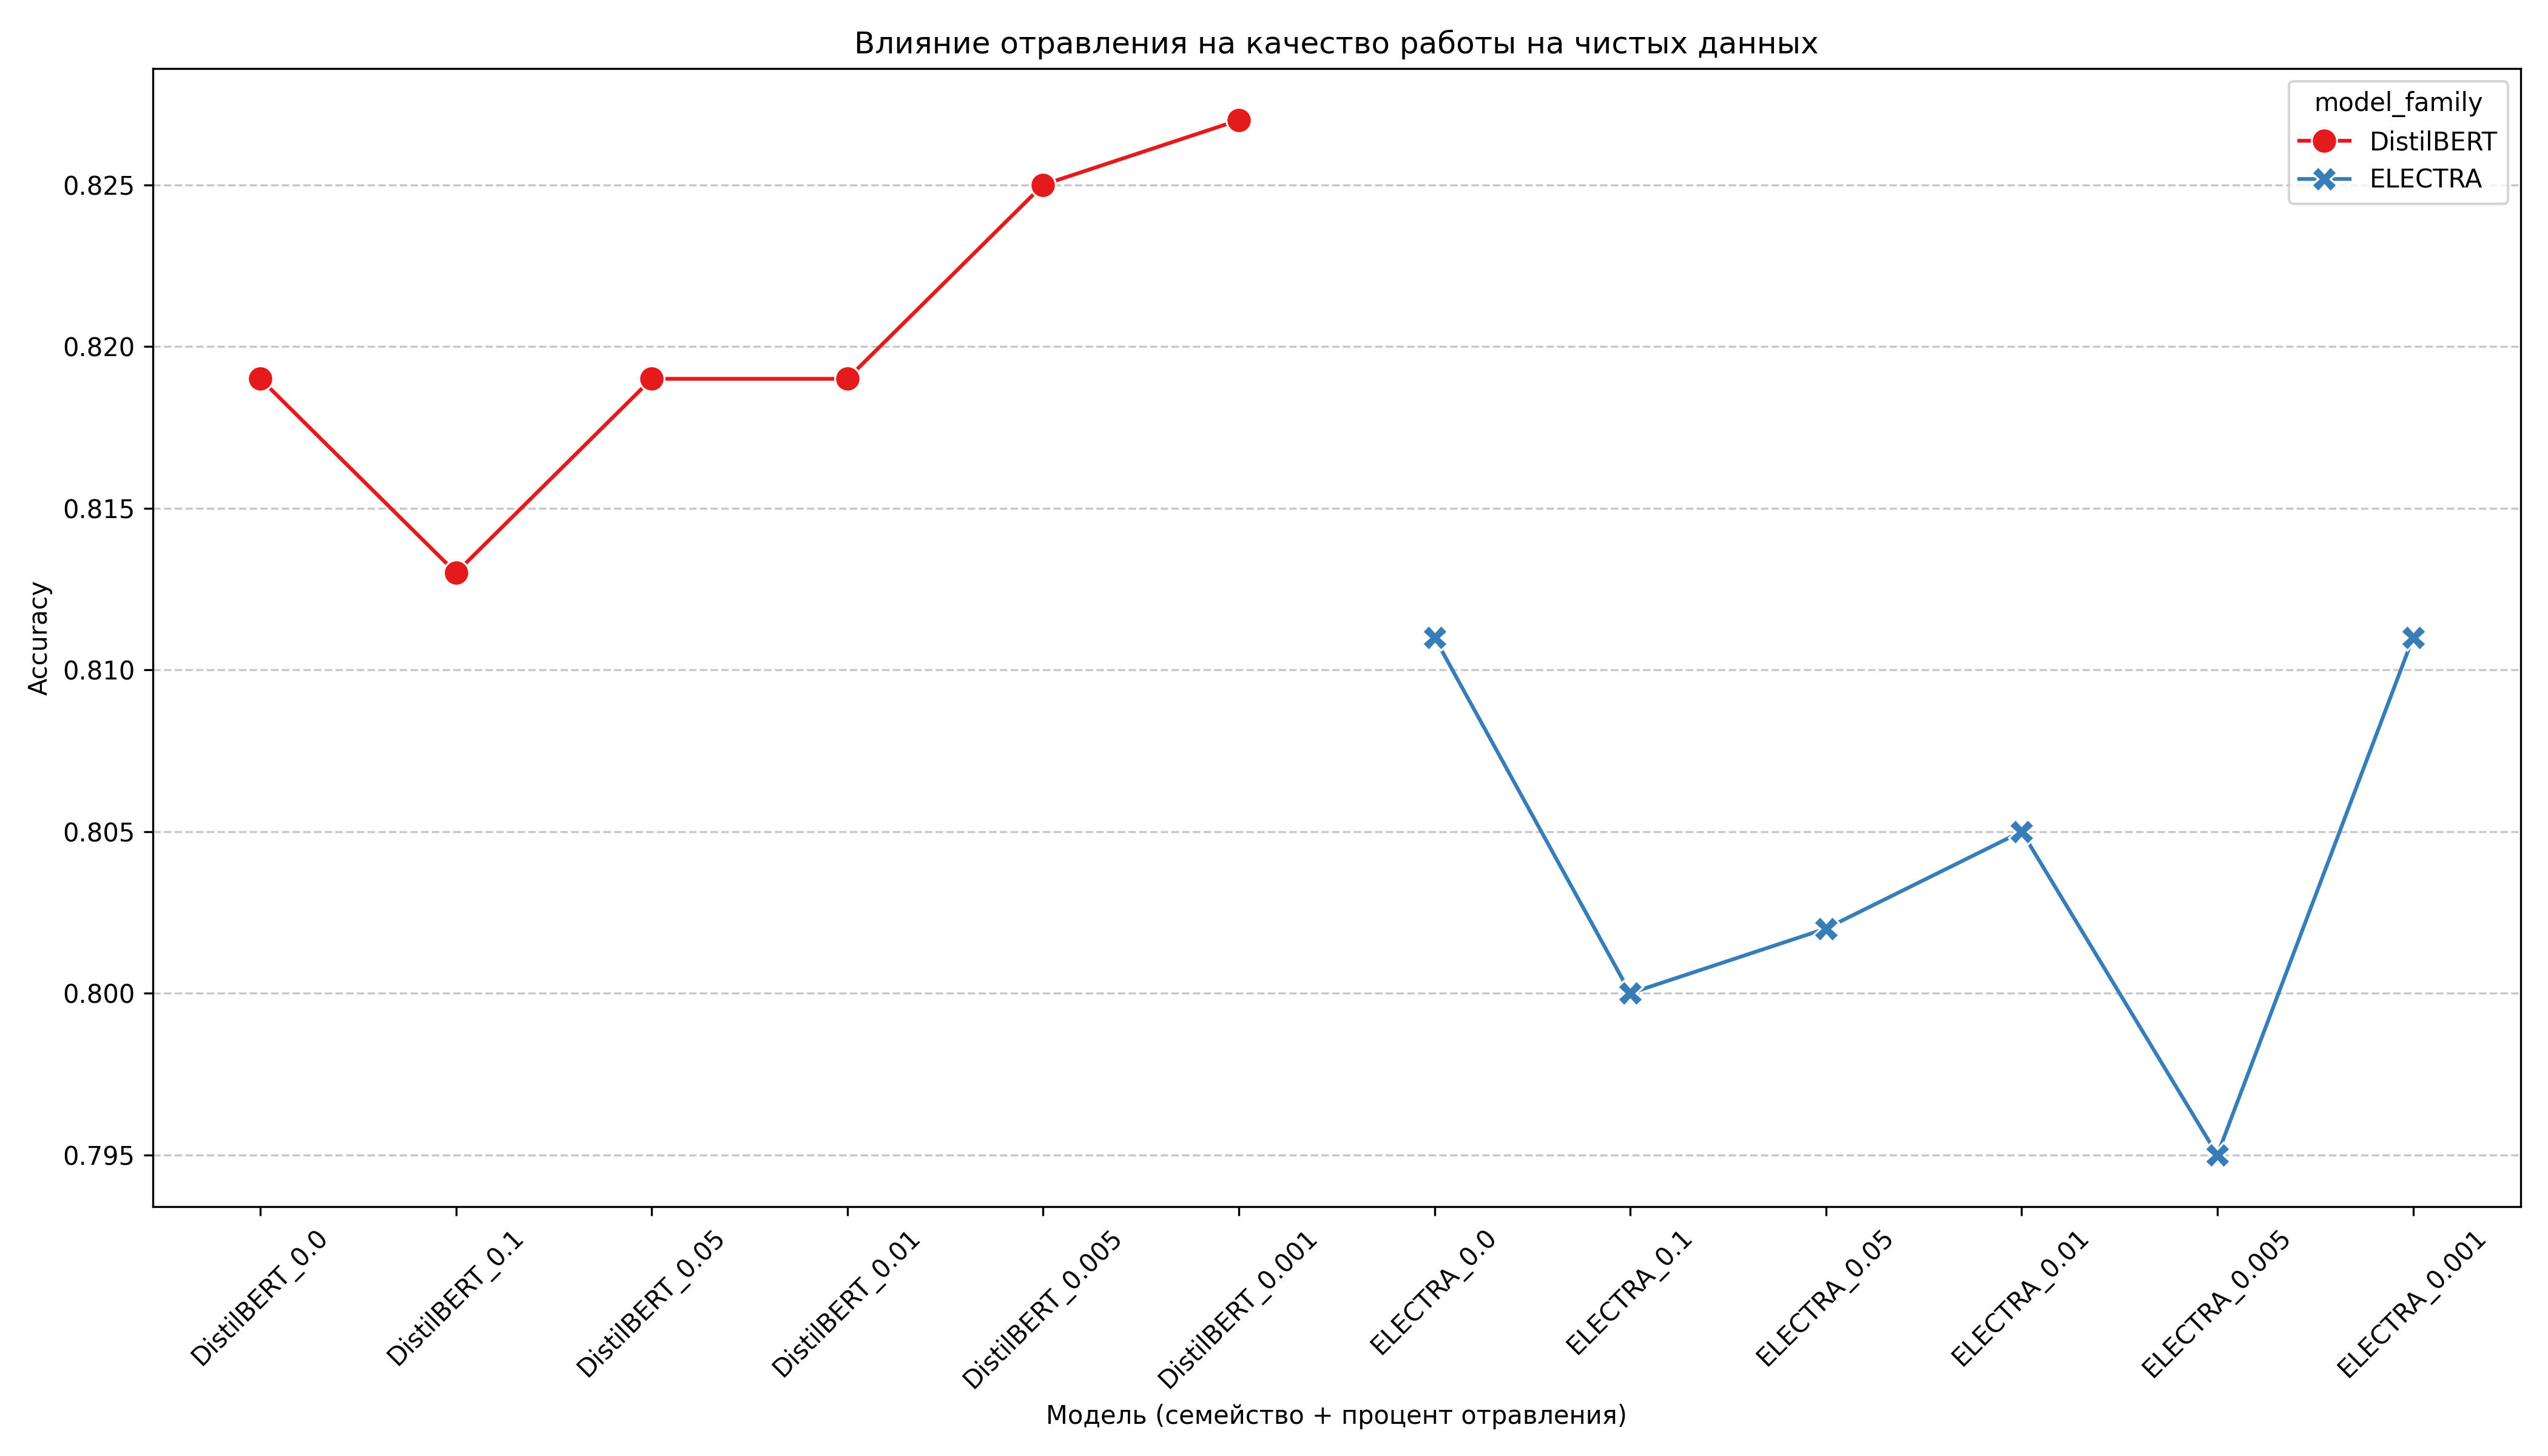 Влияние отравления на качество работы на чистых данных
model_family
DistilBERT
ELECTRA
0.825
0.820
0.815
0.810
0.805
0.800
0.795
Accuracy
DistilBERT_0.0
DistilBERT_0.1
DistilBERT_0.05
DistilBERT_0.01
DistilBERT_0.005
DistilBERT_0.001
ELECTRA_0.0
ELECTRA_0.1
ELECTRA_0.05
ELECTRA_0.01
ELECTRA_0.005
ELECTRA_0.001
Модель (семейство + процент отравления)